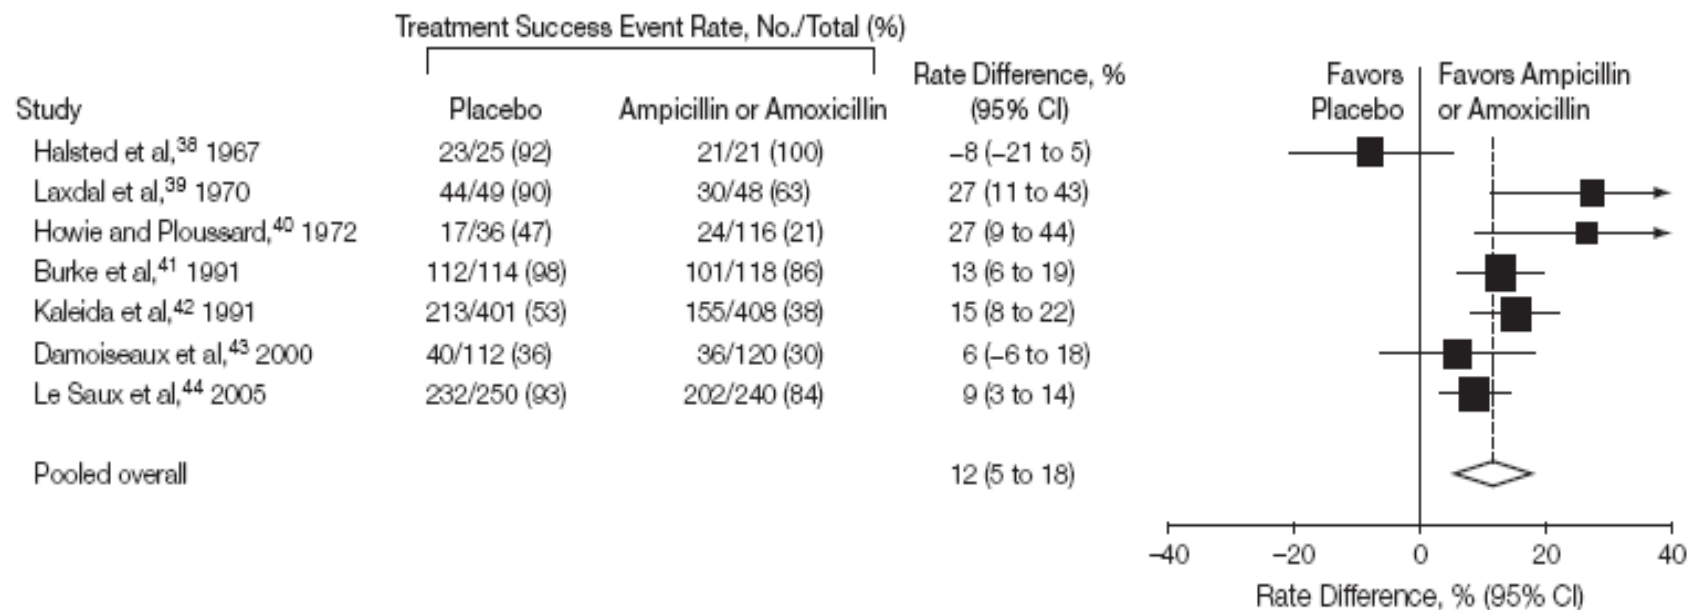 Treatment Success Event Rate, No./Total (%)
Rate Difference, % Favors Favors Ampicillin
Study Placebo Ampicillin or Amoxicillin (95% CI) Placebo or Amoxicillin
Halsted et al,38 1967 23/25 (92) 21/21 (100) −8 (−21 to 5)
Laxdal et al,39 1970 44/49 (90) 30/48 (63) 27 (11 to 43)
Howie and Ploussard,40 1972 17/36 (47) 24/116 (21) 27 (9 to 44)
Burke et al,41 1991 112/114 (98) 101/118 (86) 13 (6 to 19)
Kaleida et al,42 1991 213/401 (53) 155/408 (38) 15 (8 to 22)
Damoiseaux et al,43 2000 40/112 (36) 36/120 (30) 6 (−6 to 18)
Le Saux et al,44 2005 232/250 (93) 202/240 (84) 9 (3 to 14)
Pooled overall 12 (5 to 18)
−40 −20 0 20 40
Rate Difference, % (95% CI)